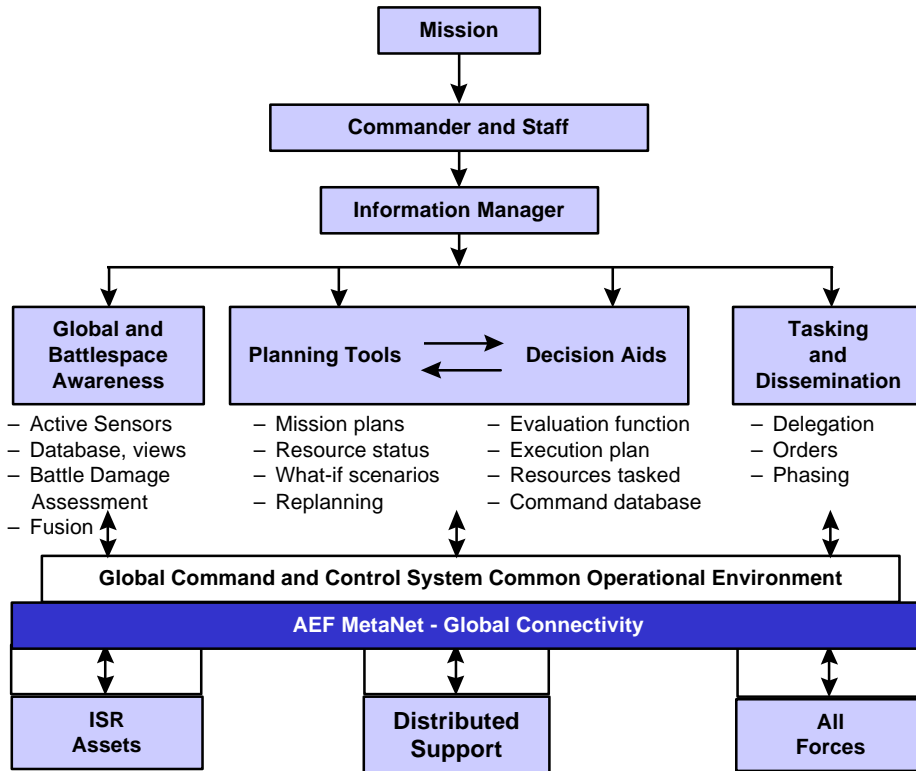 Mission
Commander and Staff
Information Manager
Global and
Battlespace
Awareness
Planning Tools
Decision Aids
Tasking
and
Dissemination
– Active Sensors
– Database, views
– Battle Damage
Assessment
– Fusion
– Mission plans
– Resource status
– What-if scenarios
– Replanning
– Evaluation function
– Execution plan
– Resources tasked
– Command database
– Delegation
– Orders
– Phasing
Global Command and Control System Common Operational Environment
AEF MetaNet - Global Connectivity
ISR
Assets
Distributed
Support
All
Forces